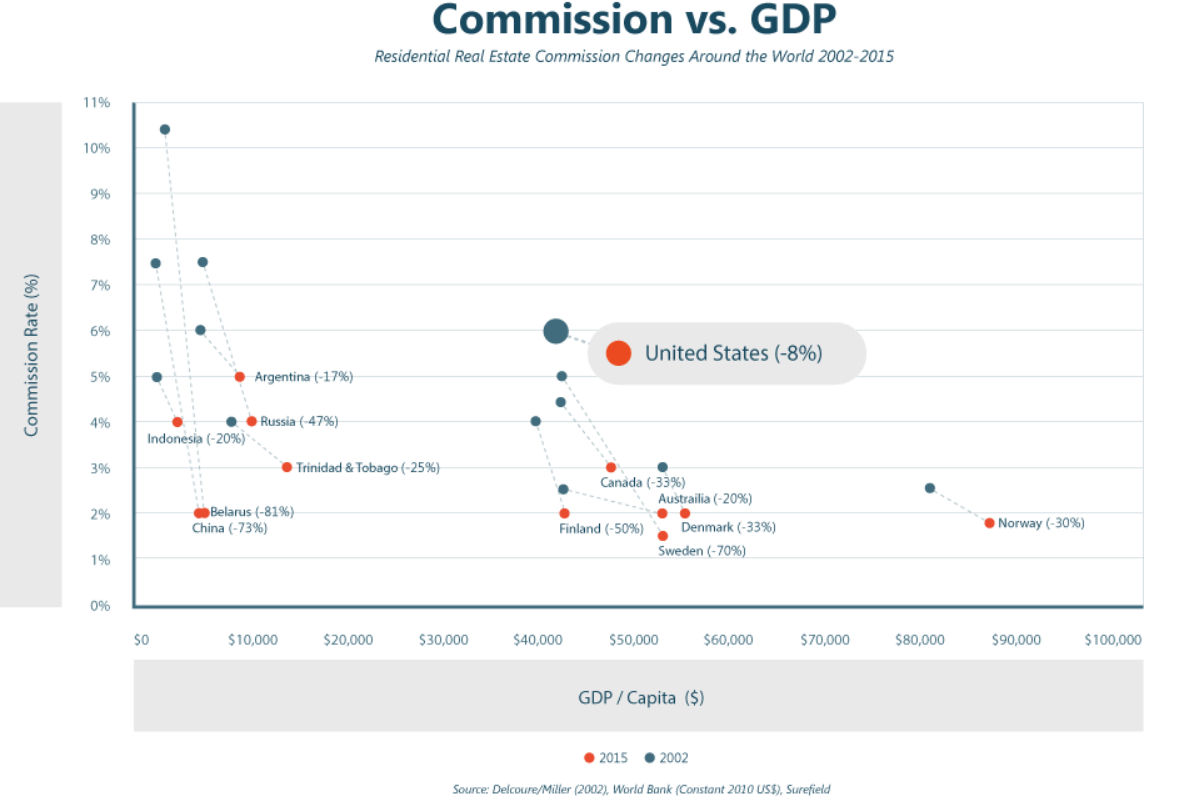 Commission vs. GDP
Residential Real Estate Commission Changes Around the World 2002-2015
Commission Rate (%)
11%
10%
9%
8%
7%
6%
5%
4%
3%
2%
1%
0%
United States (-8%)
Argentina (-17%)
Russia (-47%)
Indonesia (-20%)
Trinidad & Tobago (-25%)
Canada (-33%)
Austrailia (-20%)
Belarus (-81%)
China (-73%)
Finland (-50%)
Denmark (-33%)
Norway (-30%)
Sweden (-70%)
$0 $10,000 $20,000 $30,000 $40,000 $50,000 $60,000 $70,000 $80,000 $90,000 $100,000
GDP / Capita ($)
2015 2002
Source: Delcoure/Miller (2002), World Bank (Constant 2010 US$), Surefield